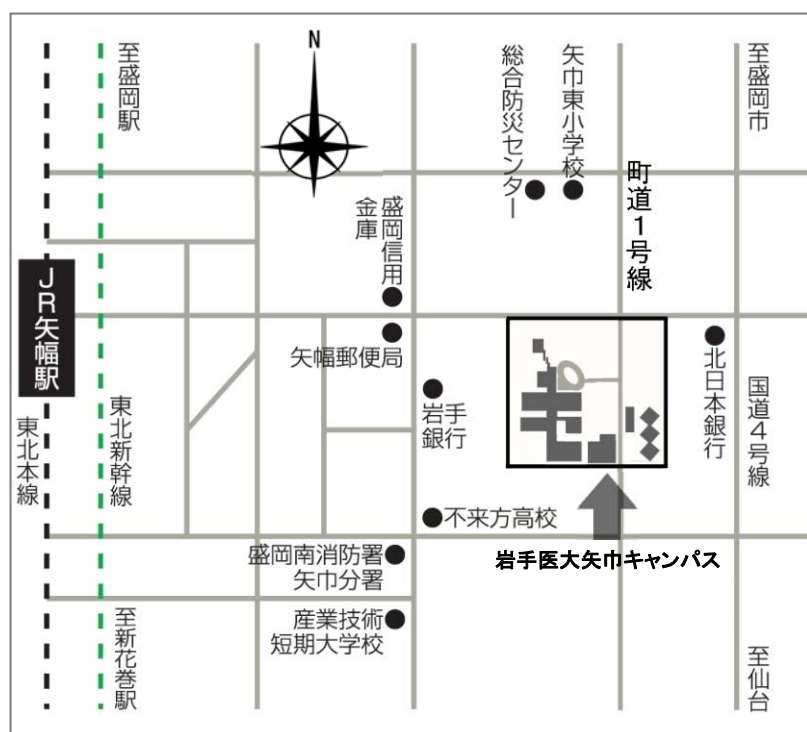 至盛岡駅
N
総合防災センター
矢巾東小学校
至盛岡市
町道1号線
盛岡信用
金庫
JR矢幅駅
矢幅郵便局
岩手
銀行
北日本銀行
国道4号線
東北本線
東北新幹線
不来方高校
盛岡南消防署
矢巾分署
岩手医大矢巾キャンパス
産業技術
短期大学校
至新花巻駅
至仙台